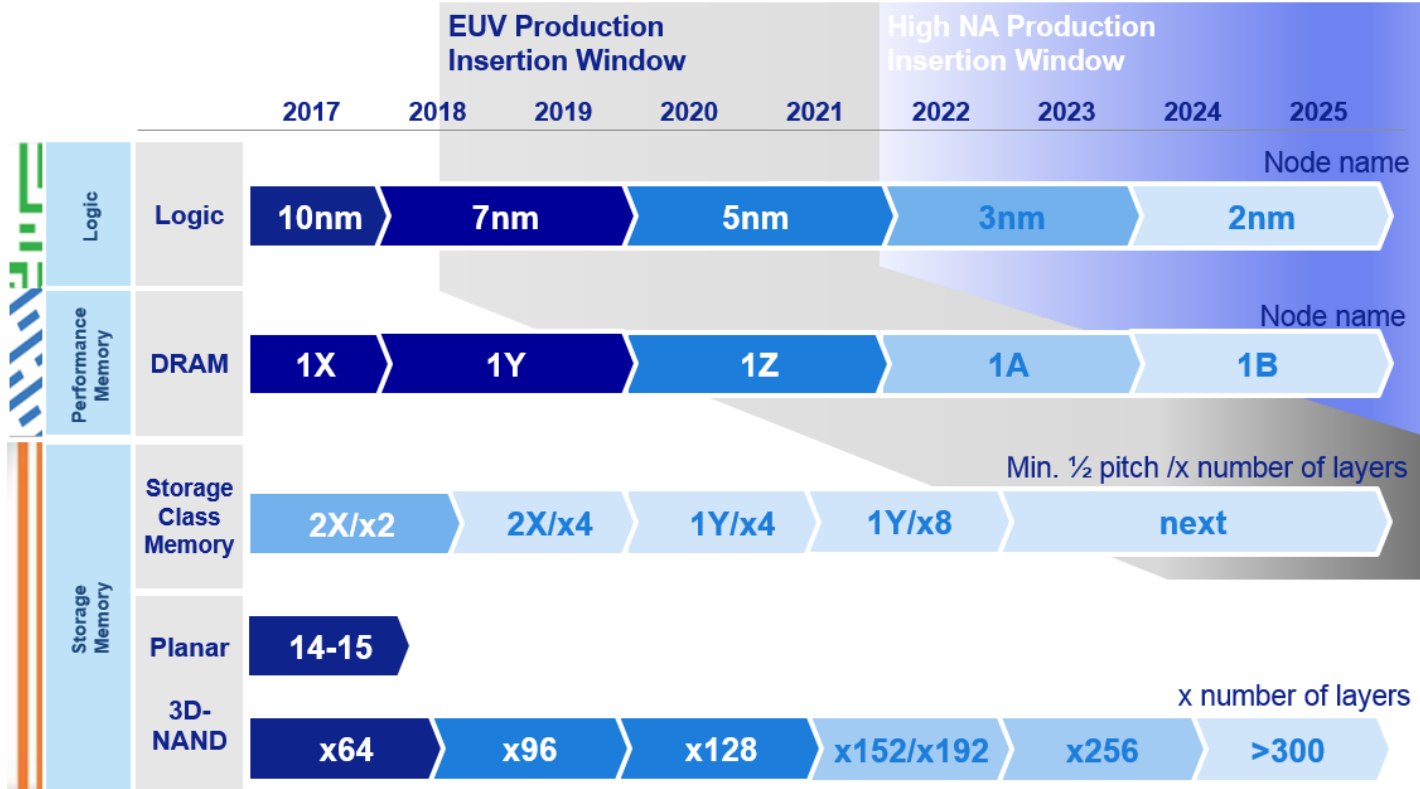 EUV Production
Insertion Window
High NA Production
Insertion Window
2017 2018 2019 2020 2021 2022 2023 2024 2025
Node name
Logic
Logic
10nm 7nm 5nm 3nm 2nm
Node name
Performance
Memory
DRAM
1X 1Y 1Z 1A 1B
Min. ½ pitch /x number of layers
Storage
Class
Memory
2X/x2 2X/x4 1Y/x4 1Y/x8 next
Storage
Memory
Planar
14-15
x number of layers
3D-
NAND
x64 x96 x128 x152/x192 x256 >300